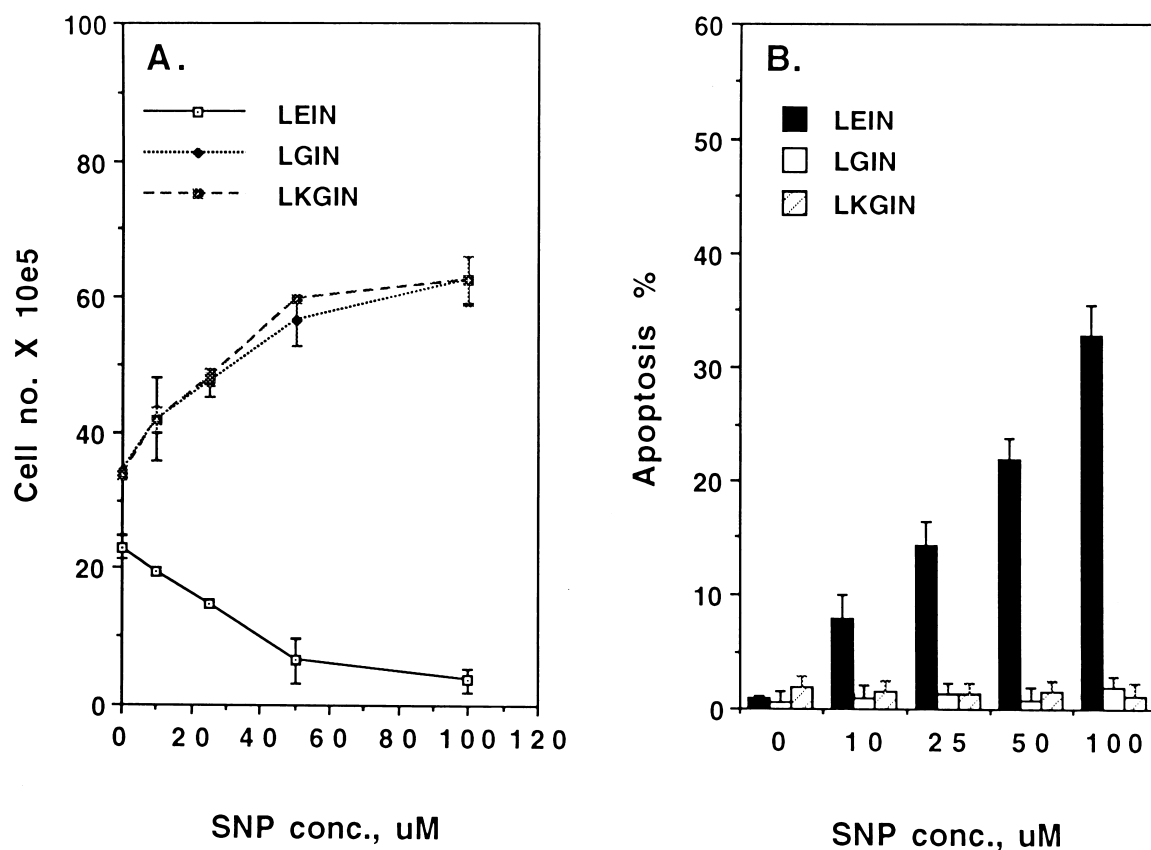 A.
LEIN
LGIN
LKGIN
100
80
60
40
20
0
0 20 40 60 80 100 120
Cell no. X 10e5
SNP conc., uM
B.
LEIN
LGIN
LKGIN
60
50
40
30
20
10
0
0 10 25 50 100
Apoptosis %
SNP conc., uM